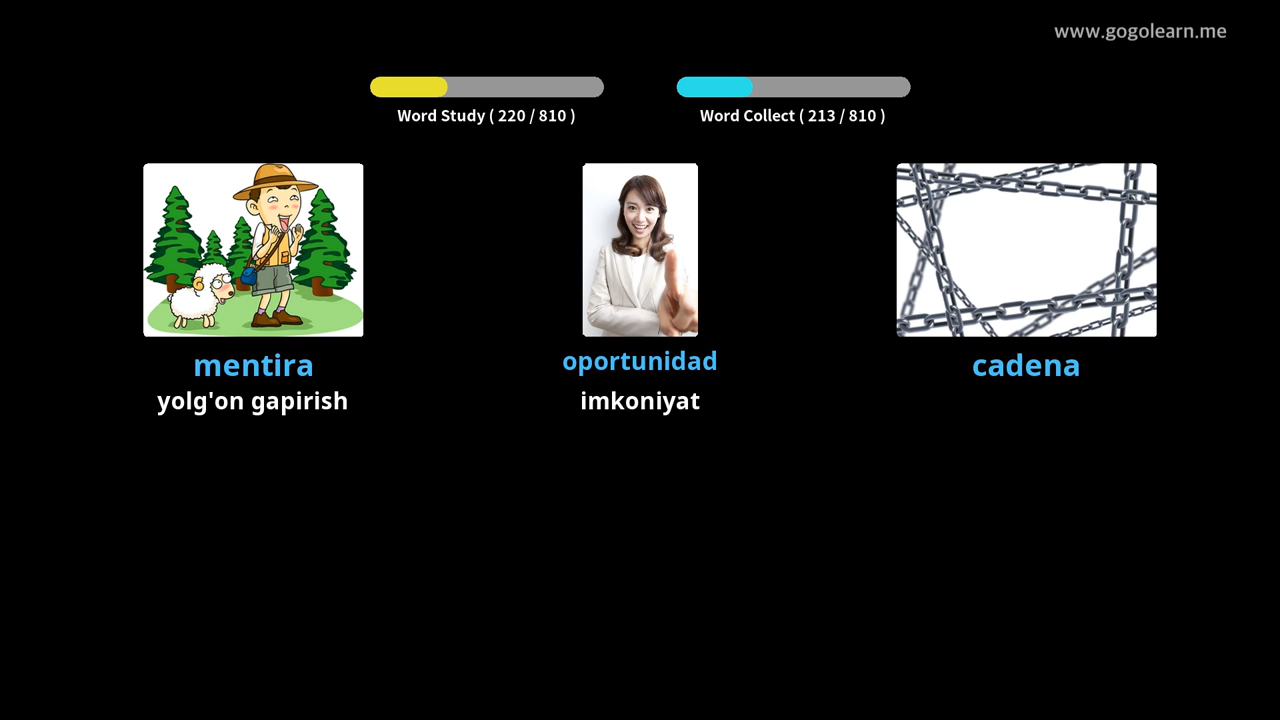 www.gogolearn.me
Word Study ( 220 / 810 )
Word Collect ( 213 / 810 )
mentira
oportunidad
cadena
yolg'on gapirish
imkoniyat